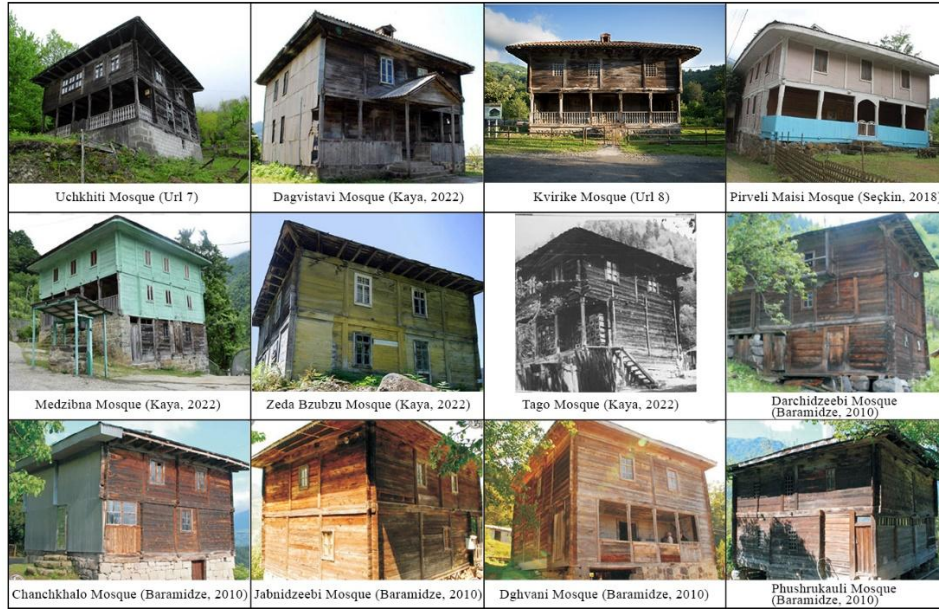 Uchkhiti Mosque (Url 7)
Dagvistavi Mosque (Kaya, 2022)
Kvirike Mosque (Url 8)
Pirveli Maisi Mosque (Seçkin, 2018)
Medzibna Mosque (Kaya, 2022)
Zeda Bzubzu Mosque (Kaya, 2022)
Tago Mosque (Kaya, 2022)
Darchidzeebi Mosque
(Baramidze, 2010)
Chanchkhalo Mosque (Baramidze, 2010)
Jabnidzeebi Mosque (Baramidze, 2010)
Dghvani Mosque (Baramidze, 2010)
Phushrukauli Mosque
(Baramidze, 2010)